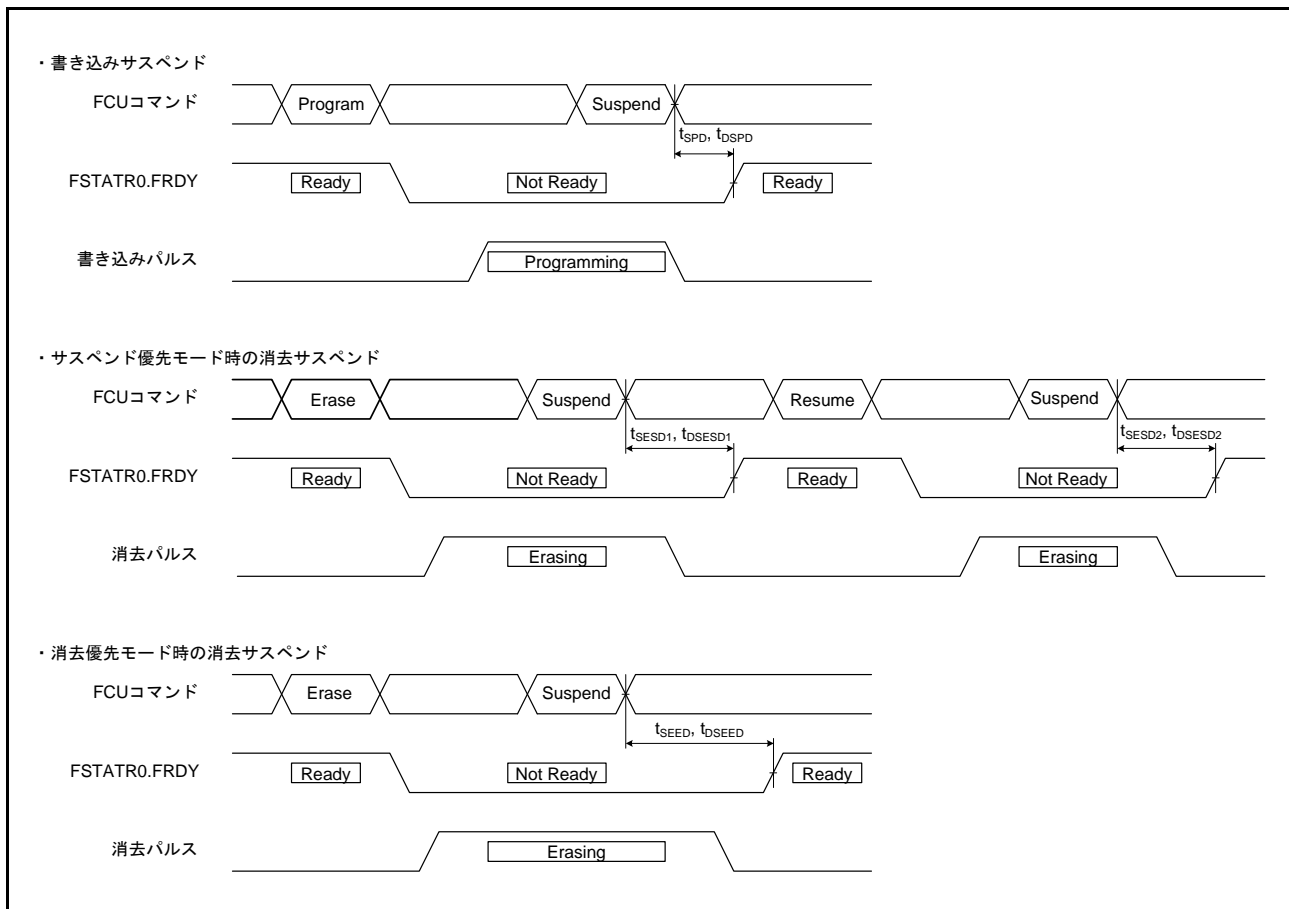 ・書き込みサスペンド
FCUコマンド Program Suspend
tSPD, tDSPD
FSTATR0.FRDY Ready Not Ready Ready
書き込みパルス Programming
・サスペンド優先モード時の消去サスペンド
FCUコマンド Erase Suspend Resume Suspend
tSESD1, tDSESD1 tSESD2, tDSESD2
FSTATR0.FRDY Ready Not Ready Ready Not Ready
消去パルス Erasing Erasing
・消去優先モード時の消去サスペンド
FCUコマンド Erase Suspend
tSEED, tDSEED
FSTATR0.FRDY Ready Not Ready Ready
消去パルス Erasing